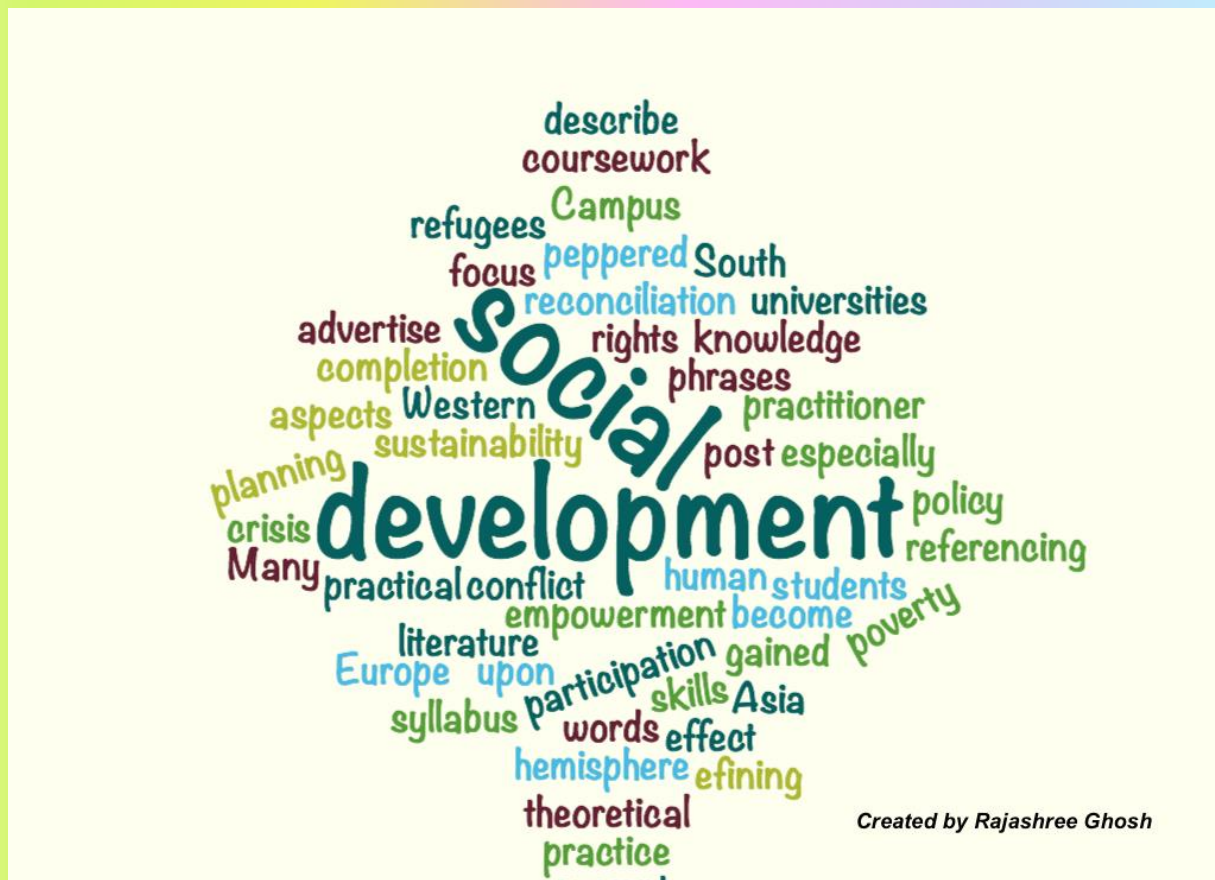 describe
coursework
Campus
refugees
peppered
South
focus
reconciliation
universities
social
advertise
rights
knowledge
completion
phrases
aspects
Western
practitioner
sustainability
post
especially
planning
development
policy
crisis
referencing
Many
practical
conflict
human
students
empowerment
become
poverty
literature
participation
gained
Europe
upon
skills
Asia
syllabus
words
effect
hemisphere
efining
theoretical
Created by Rajashree Ghosh
practice